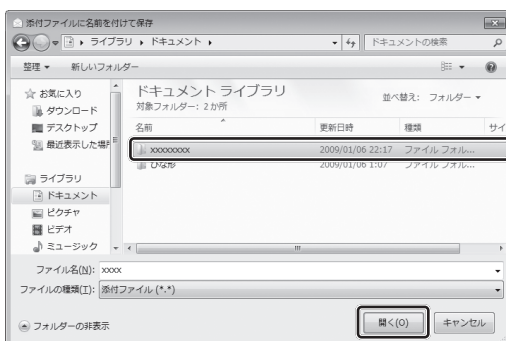 添付ファイルに名前を付けて保存
ライブラリ ▸ ドキュメント ▸
ドキュメントの検索
整理 ▼ 新しいフォルダー
お気に入り
ダウンロード
デスクトップ
最近表示した場所
ライブラリ
ドキュメント
ピクチャ
ビデオ
ミュージック
ドキュメント ライブラリ
対象フォルダー: 2か所
並べ替え: フォルダー ▼
名前 更新日時 種類 サイ
xxxxxxxx 2009/01/06 22:17 ファイル フォル...
ひな形 2009/01/06 1:07 ファイル フォル...
ファイル名(N): xxxx
ファイルの種類(T): 添付ファイル (*.*)
フォルダーの非表示
開く(O) キャンセル